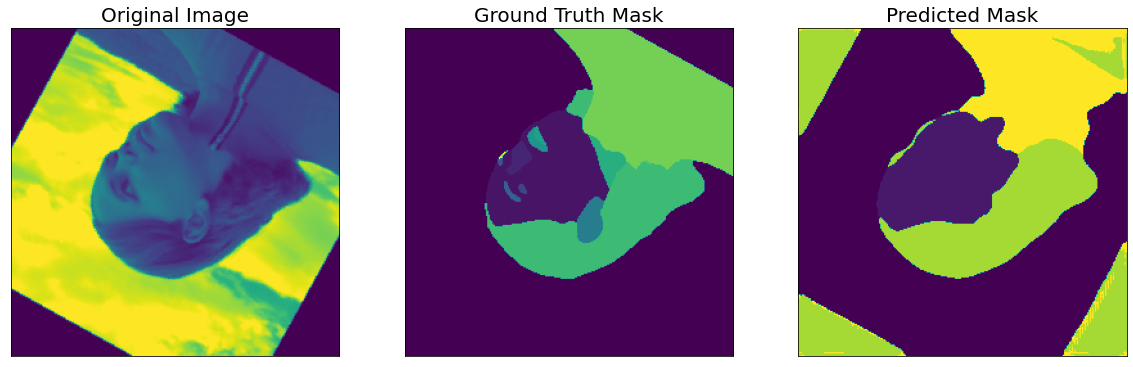 Original Image
Ground Truth Mask
Predicted Mask